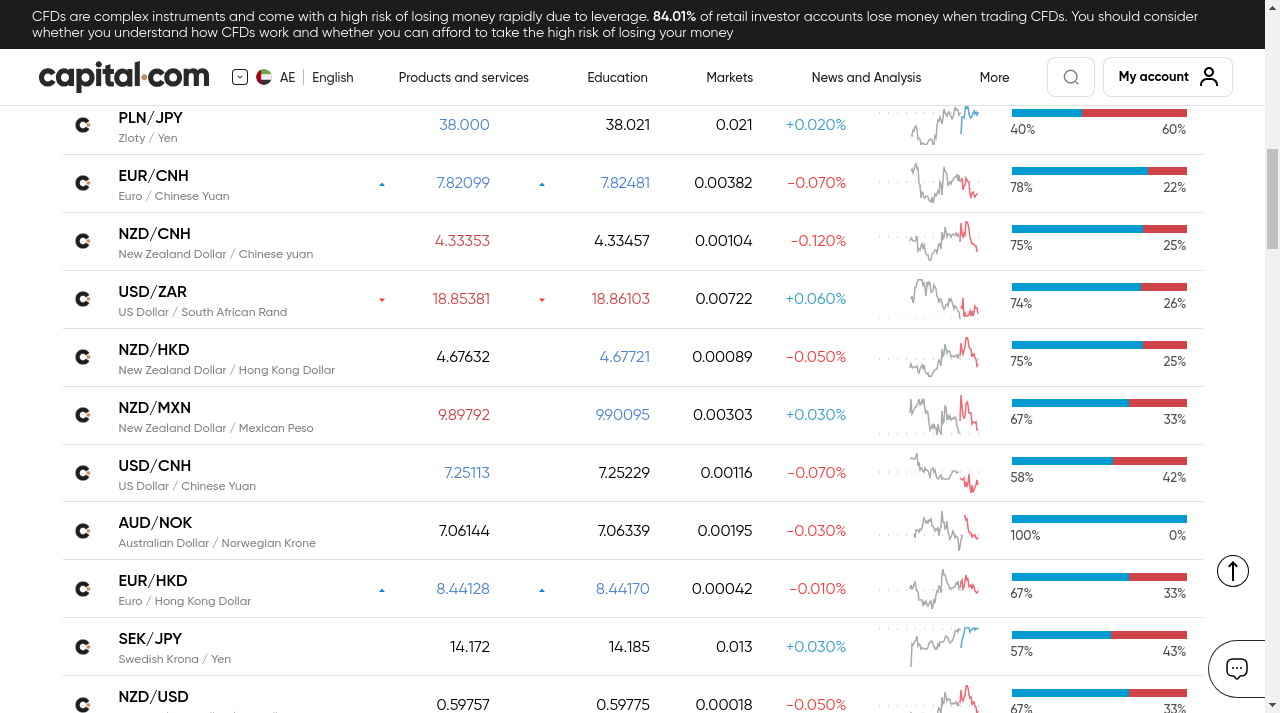 CFDs are complex instruments and come with a high risk of losing money rapidly due to leverage. 84.01% of retail investor accounts lose money when trading CFDs. You should consider
whether you understand how CFDs work and whether you can afford to take the high risk of losing your money
capital.com AE English Products and services Education Markets News and Analysis More My account
PLN/JPY 38.000 38.021 0.021 +0.020%
Zloty / Yen 40% 60%
EUR/CNH 7.82099 7.82481 0.00382 -0.070%
Euro / Chinese Yuan 78% 22%
NZD/CNH 4.33353 4.33457 0.00104 -0.120%
New Zealand Dollar / Chinese yuan 75% 25%
USD/ZAR 18.85381 18.86103 0.00722 +0.060%
US Dollar / South African Rand 74% 26%
NZD/HKD 4.67632 4.67721 0.00089 -0.050%
New Zealand Dollar / Hong Kong Dollar 75% 25%
NZD/MXN 9.89792 9.90095 0.00303 +0.030%
New Zealand Dollar / Mexican Peso 67% 33%
USD/CNH 7.25113 7.25229 0.00116 -0.070%
US Dollar / Chinese Yuan 58% 42%
AUD/NOK 7.06144 7.06339 0.00195 -0.030%
Australian Dollar / Norwegian Krone 100% 0%
EUR/HKD 8.44128 8.44170 0.00042 -0.010%
Euro / Hong Kong Dollar 67% 33%
SEK/JPY 14.172 14.185 0.013 +0.030%
Swedish Krona / Yen 57% 43%
NZD/USD 0.59757 0.59775 0.00018 -0.050%
67% 33%